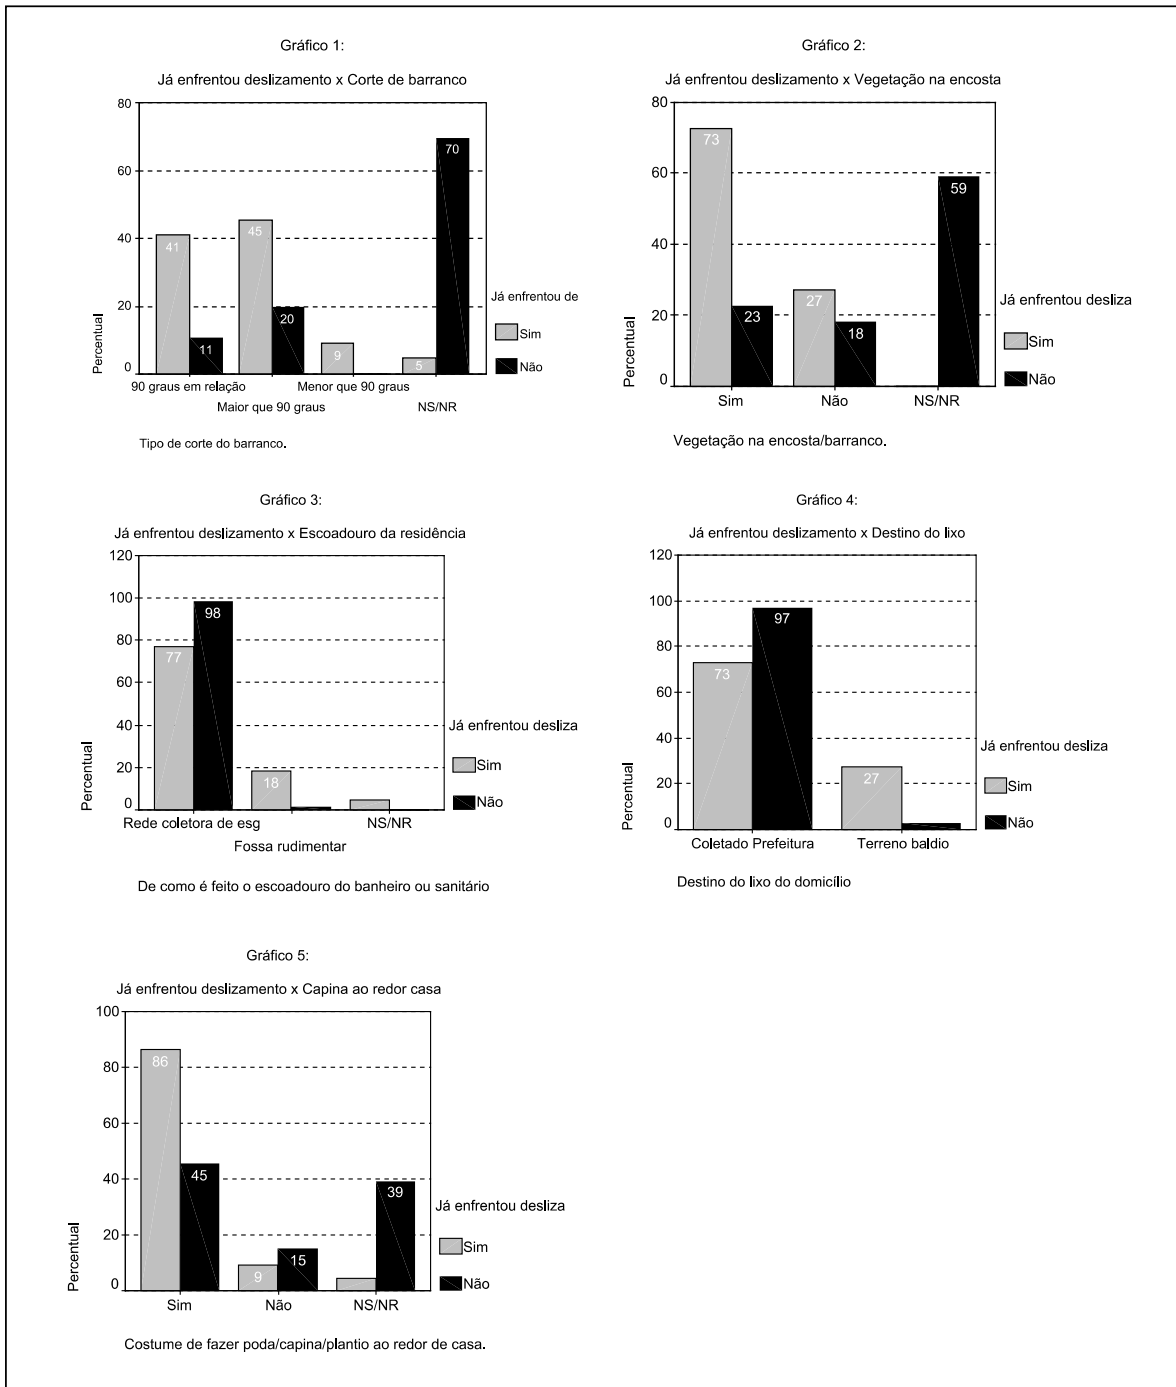 Gráfico 1:
Já enfrentou deslizamento x Corte de barranco
80
60
40
20
0
Percentual
41
11
45
20
9
5
70
90 graus em relação
Maior que 90 graus
Menor que 90 graus
NS/NR
Já enfrentou de
Sim
Não
Tipo de corte do barranco.
Gráfico 2:
Já enfrentou deslizamento x Vegetação na encosta
80
60
40
20
0
Percentual
73
23
27
18
59
Sim
Não
NS/NR
Já enfrentou desliza
Sim
Não
Vegetação na encosta/barranco.
Gráfico 3:
Já enfrentou deslizamento x Escoadouro da residência
120
100
80
60
40
20
0
Percentual
77
98
18
Rede coletora de esg
Fossa rudimentar
NS/NR
Já enfrentou desliza
Sim
Não
De como é feito o escoadouro do banheiro ou sanitário
Gráfico 4:
Já enfrentou deslizamento x Destino do lixo
120
100
80
60
40
20
0
Percentual
73
97
27
Coletado Prefeitura
Terreno baldio
Já enfrentou desliza
Sim
Não
Destino do lixo do domicílio
Gráfico 5:
Já enfrentou deslizamento x Capina ao redor casa
100
80
60
40
20
0
Percentual
86
45
9
15
39
Sim
Não
NS/NR
Já enfrentou desliza
Sim
Não
Costume de fazer poda/capina/plantio ao redor de casa.